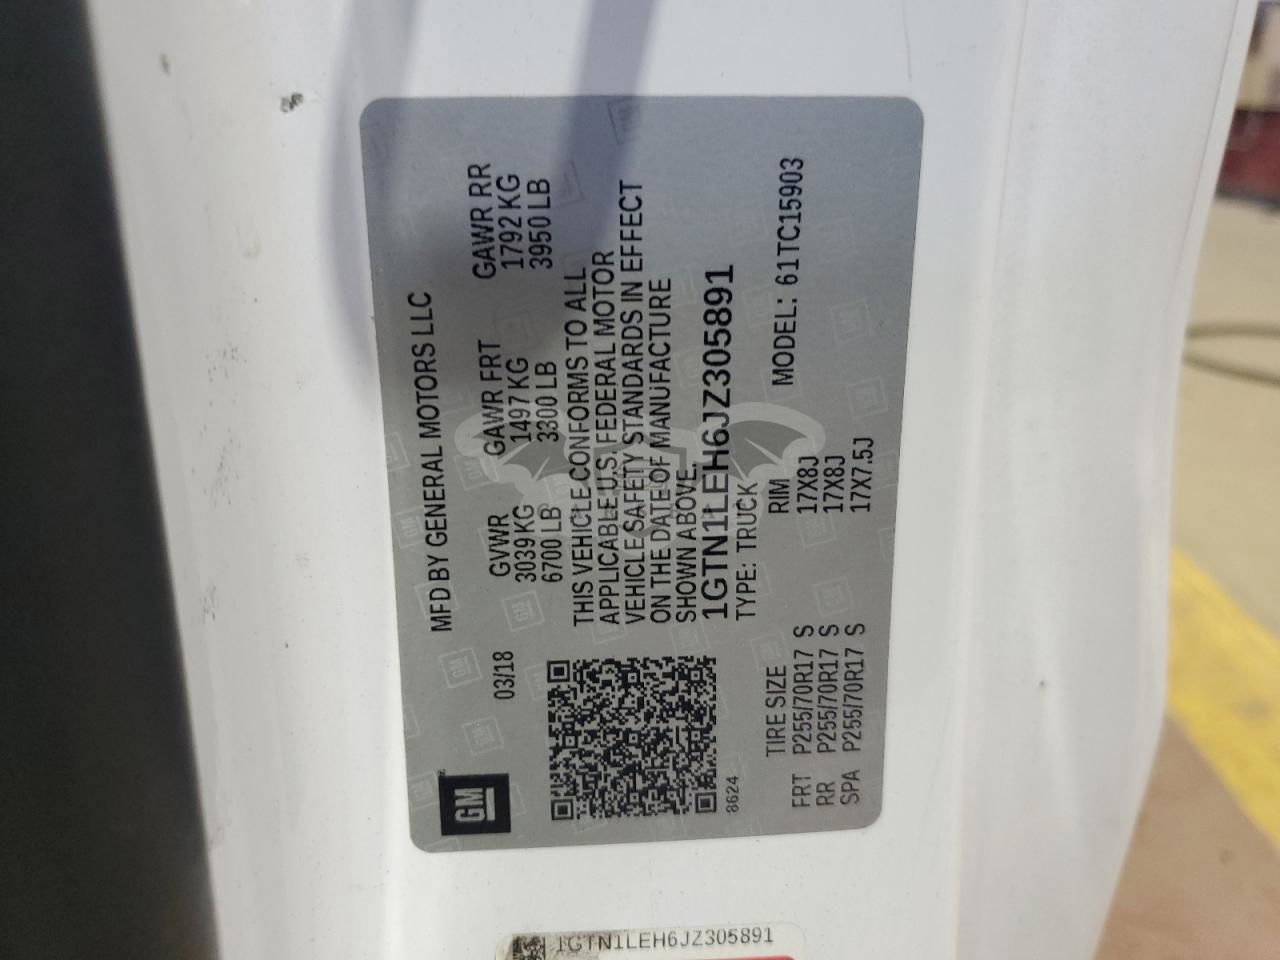 GM
MFD BY GENERAL MOTORS LLC
03/18
GVWR GAWR FRT GAWR RR
3039 KG 1497 KG 1792 KG
6700 LB 3300 LB 3950 LB
THIS VEHICLE CONFORMS TO ALL
APPLICABLE U.S. FEDERAL MOTOR
VEHICLE SAFETY STANDARDS IN EFFECT
ON THE DATE OF MANUFACTURE
SHOWN ABOVE.
1GTN1LEH6JZ305891
8624
TYPE: TRUCK MODEL: 61TC15903
TIRE SIZE RIM
FRT P255/70R17 S 17X8J
RR P255/70R17 S 17X8J
SPA P255/70R17 S 17X7.5J
1GTN1LEH6JZ305891